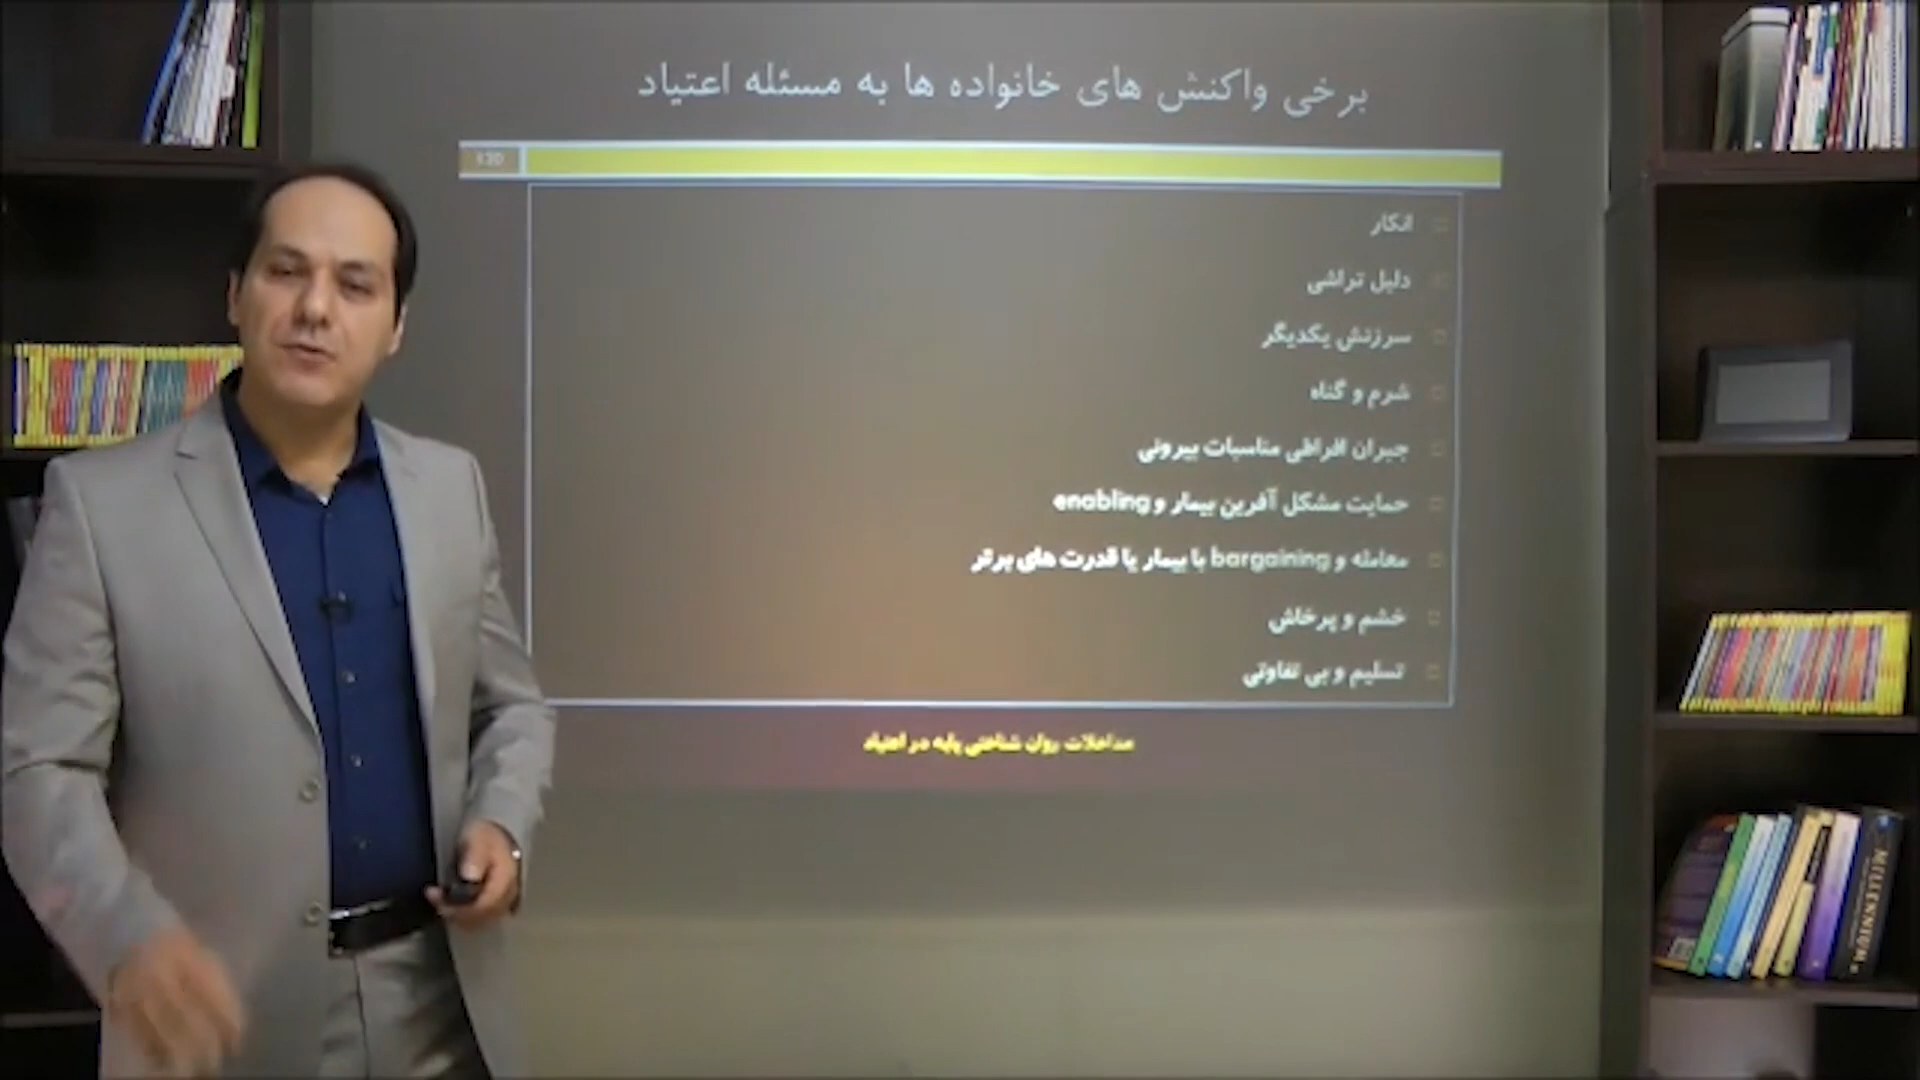 برخی واکنش های خانواده ها به مسئله اعتیاد
120
انکار
دلیل تراشی
سرزنش یکدیگر
شرم و گناه
جبران افراطی مناسبات بیرونی
حمایت مشکل آفرین بیمار و enabling
معامله و bargaining با بیمار یا قدرت های برتر
خشم و پرخاش
تسلیم و بی تفاوتی
مداخلات روان شناختی پایه در اعتیاد
MILLENNIUM